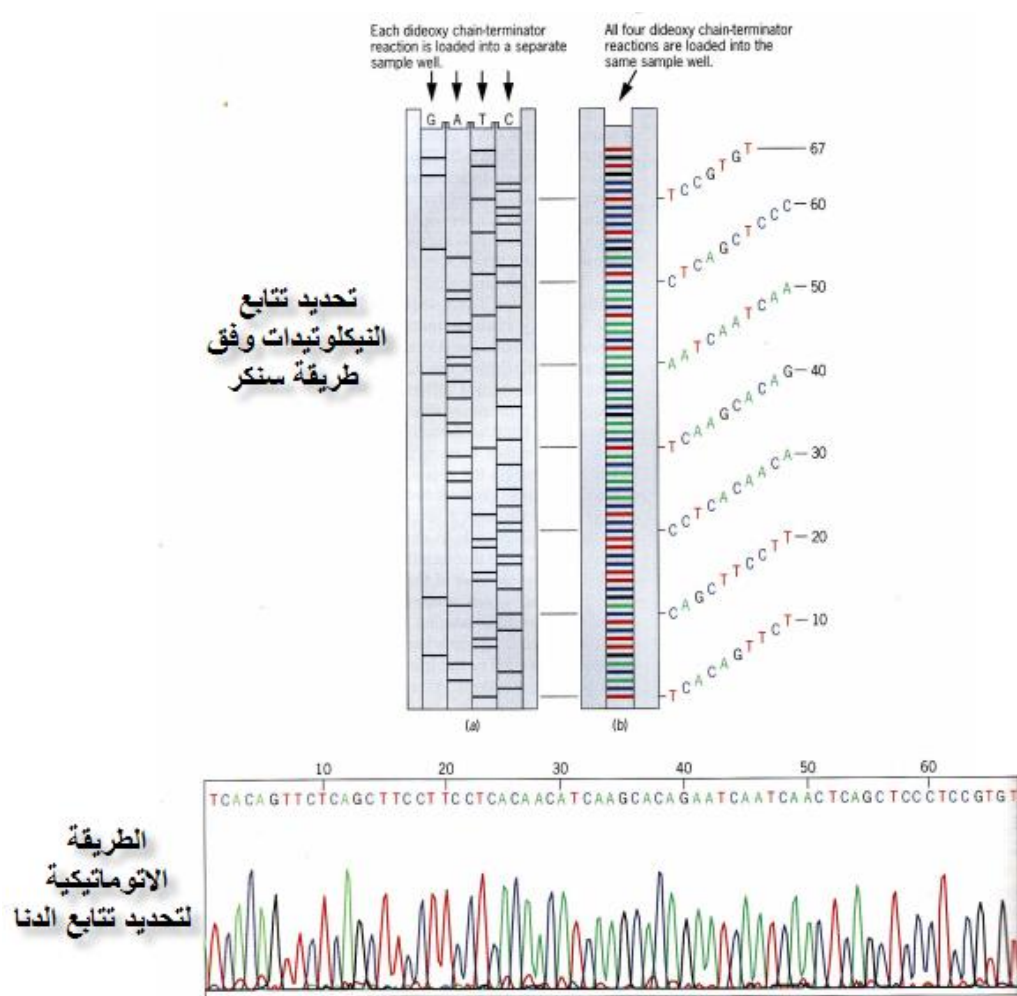 Each dideoxy chain-terminator
reaction is loaded into a separate
sample well.
All four dideoxy chain-terminator
reactions are loaded into the
same sample well.
G A T C
تحديد تتابع
النيكلوتيدات وفق
طريقة سنكر
TCCGTGT 67
CTCAGCTCCC 60
AATCAATCAA 50
TCAAGCACAG 40
CCTCACAACA 30
CAGCTTCCTT 20
TCACAGTTCT 10
(a)
(b)
10 20 30 40 50 60
TCACAGTTCTCAGCTTCCTTCCTCACAACATCAAGCACAGAATCAATCAACTCAGCTCCCTCCGTGT
الطريقة
الاتوماتيكية
لتحديد تتابع الدنا